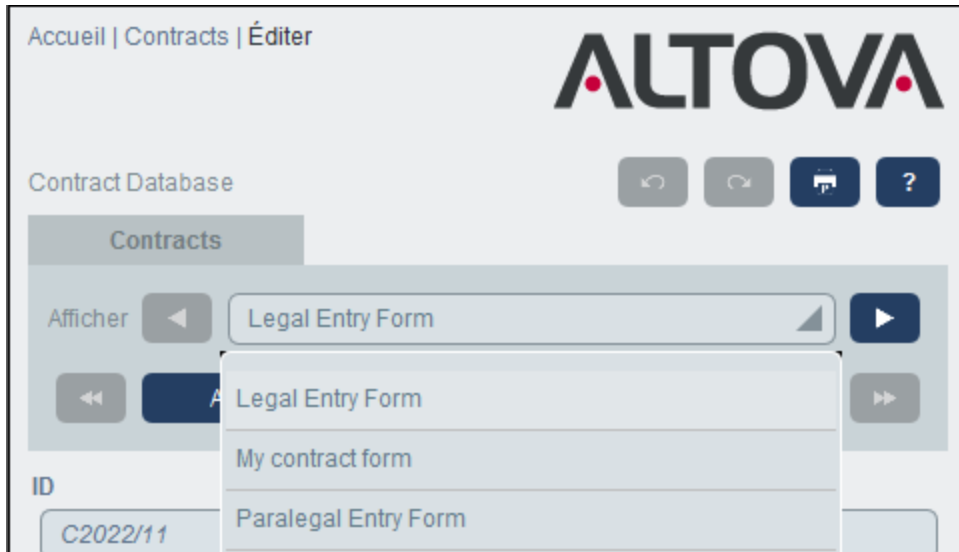 Accueil | Contracts | Éditer
ALTOVA
Contract Database
?
Contracts
Afficher
Legal Entry Form
Legal Entry Form
My contract form
ID
Paralegal Entry Form
C2022/11